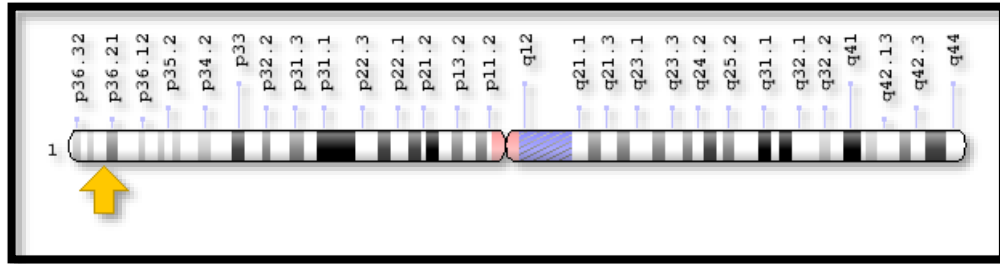 p36.32
p36.21
p36.12
p35.2
p34.2
p33
p32.2
p31.3
p31.1
p22.3
p22.1
p21.2
p13.2
p11.2
q12
q21.1
q21.3
q23.1
q23.3
q24.2
q25.2
q31.1
q32.1
q32.2
q41
q42.13
q42.3
q44
1